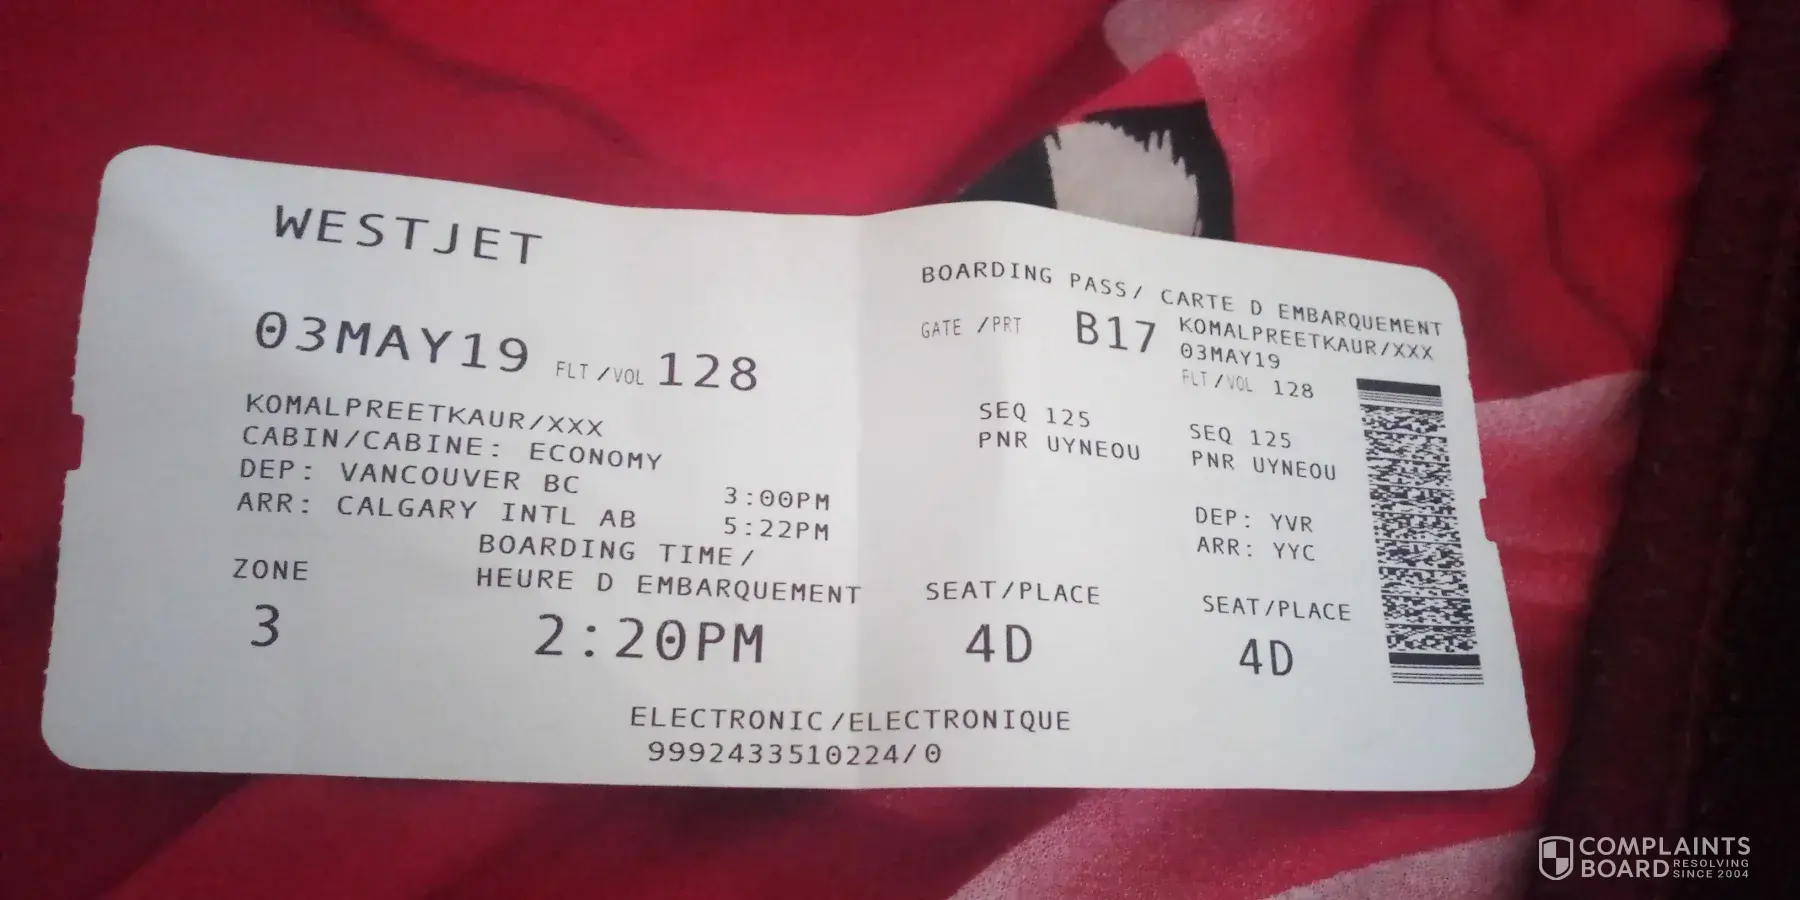 WESTJET
03MAY19 FLT/VOL 128
KOMALPREETKAUR/XXX
CABIN/CABINE: ECONOMY
DEP: VANCOUVER BC 3:00PM
ARR: CALGARY INTL AB 5:22PM
BOARDING TIME/
HEURE D EMBARQUEMENT
ZONE
3
2:20PM
BOARDING PASS/ CARTE D EMBARQUEMENT
GATE /PRT B17
SEQ 125
PNR UYNEOU
SEAT/PLACE
4D
KOMALPREETKAUR/XXX
03MAY19
FLT/VOL 128
SEQ 125
PNR UYNEOU
DEP: YVR
ARR: YYC
SEAT/PLACE
4D
ELECTRONIC/ELECTRONIQUE
9992433510224/0
COMPLAINTS
BOARD RESOLVING
SINCE 2004